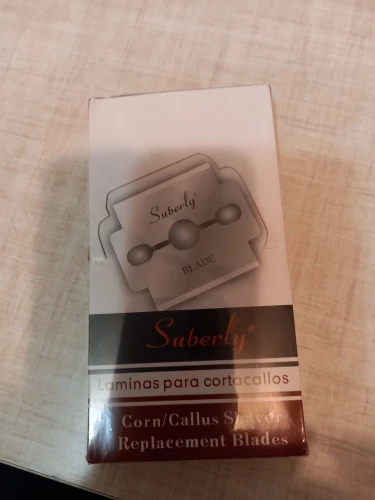 Suberly®
BLADE
Suberly®
Laminas para cortacallos
Corn/Callus Shaver
Replacement Blades